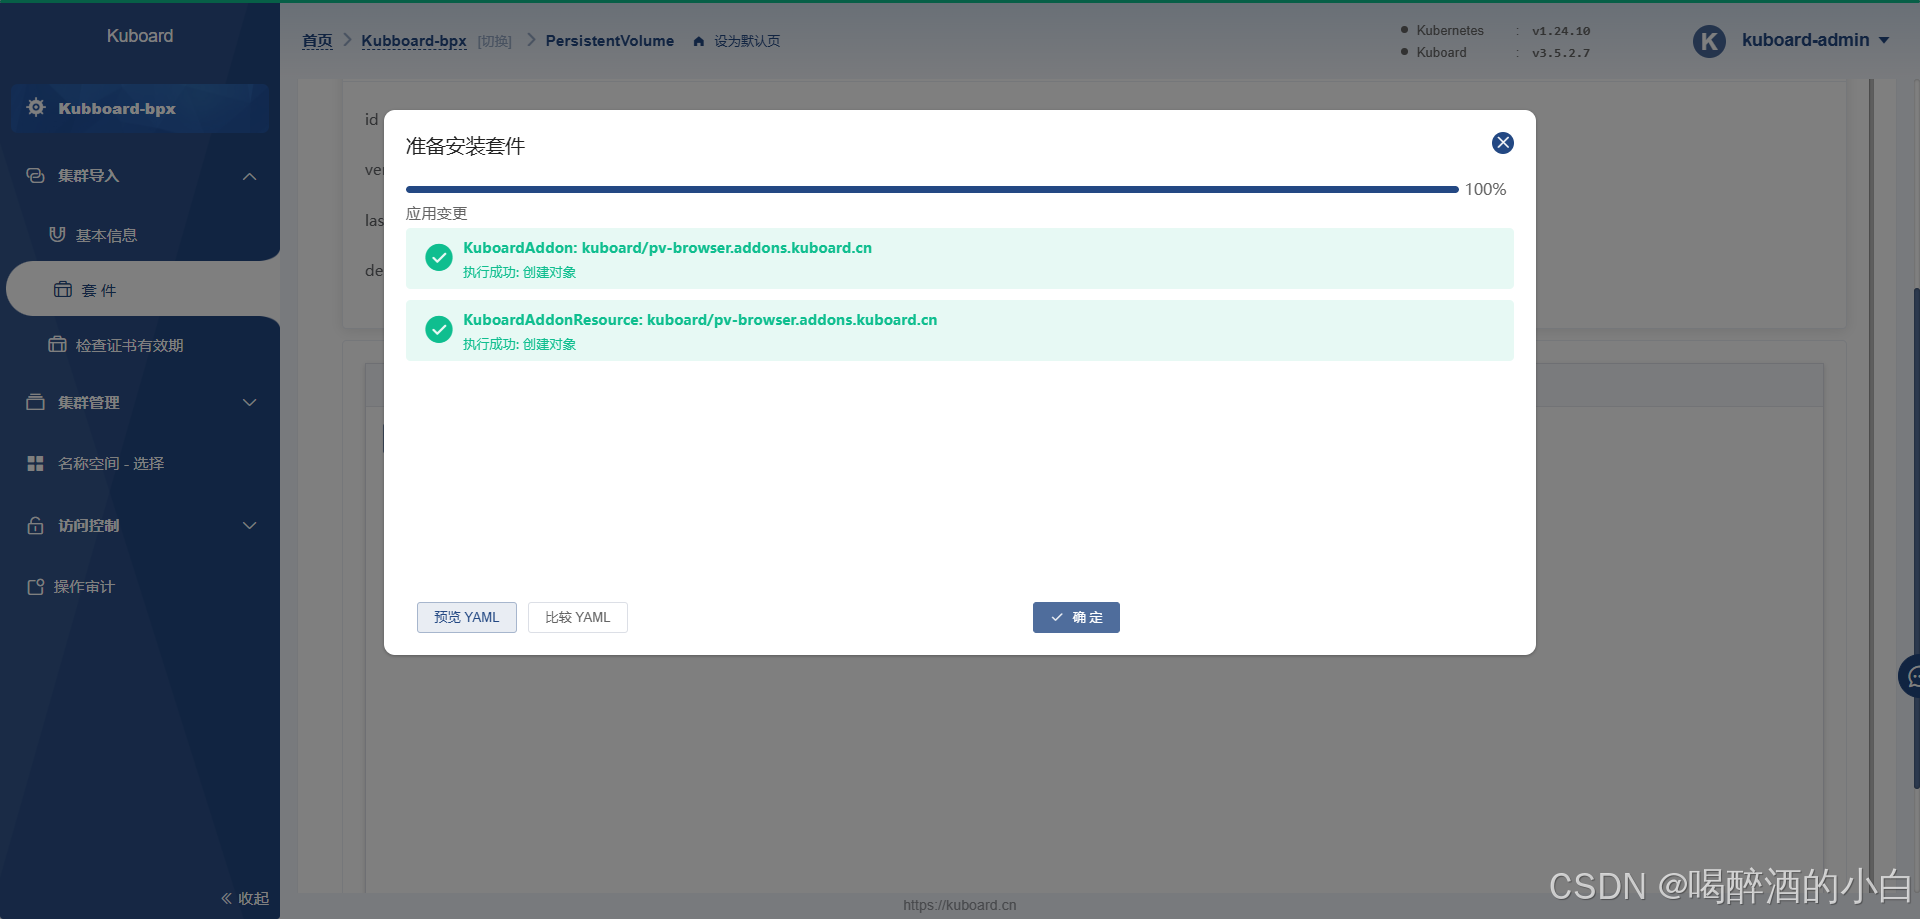 Kuboard
首页 Kubboard-bpx [切换] PersistentVolume 设为默认页
Kubernetes : v1.24.10
Kuboard : v3.5.2.7
K kuboard-admin
Kubboard-bpx
集群导入
基本信息
套 件
检查证书有效期
集群管理
名称空间 - 选择
访问控制
操作审计
收起
id
ver
las
de
准备安装套件
100%
应用变更
KuboardAddon: kuboard/pv-browser.addons.kuboard.cn
执行成功: 创建对象
KuboardAddonResource: kuboard/pv-browser.addons.kuboard.cn
执行成功: 创建对象
预览 YAML
比较 YAML
确 定
https://kuboard.cn
CSDN @喝醉酒的小白